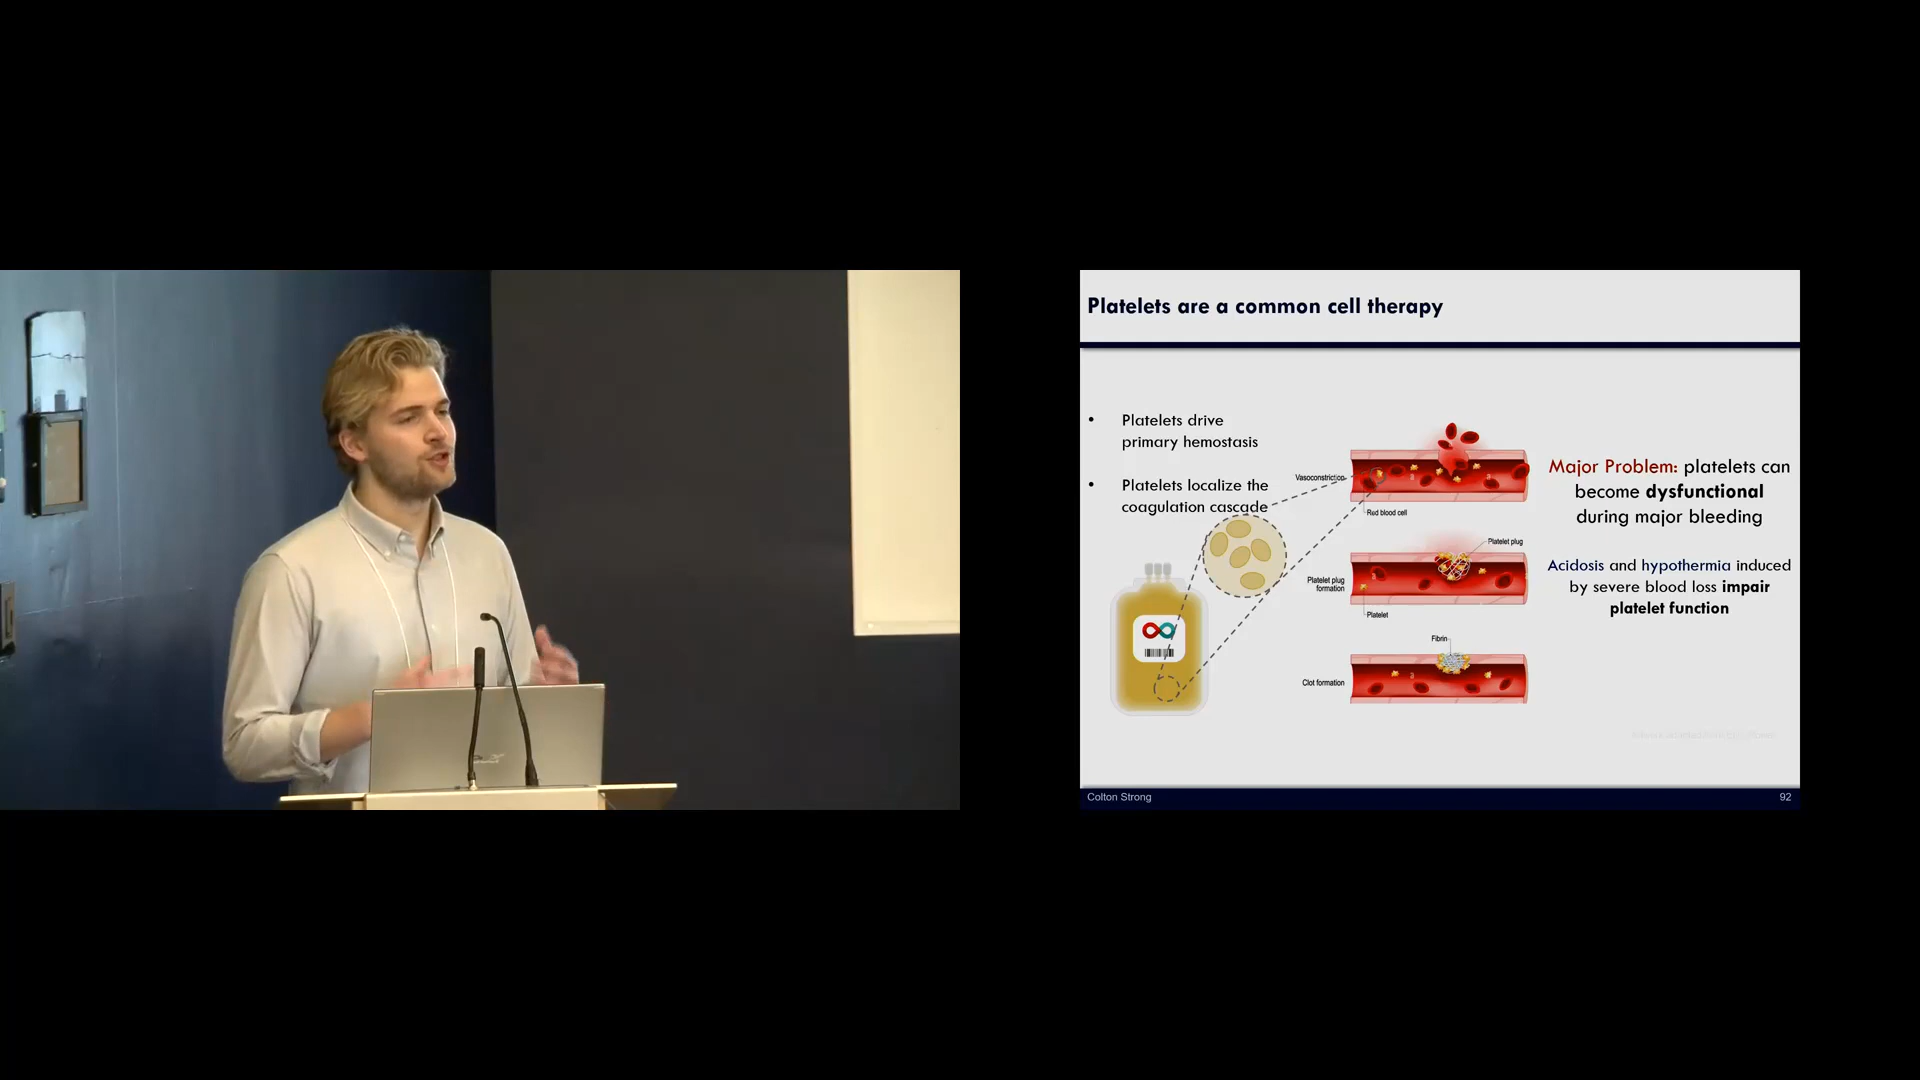 Platelets are a common cell therapy
• Platelets drive
primary hemostasis
• Platelets localize the
coagulation cascade
Vasoconstriction
Red blood cell
Platelet plug
Platelet plug
formation
Platelet
Fibrin
Clot formation
Major Problem: platelets can
become dysfunctional
during major bleeding
Acidosis and hypothermia induced
by severe blood loss impair
platelet function
Colton Strong
92